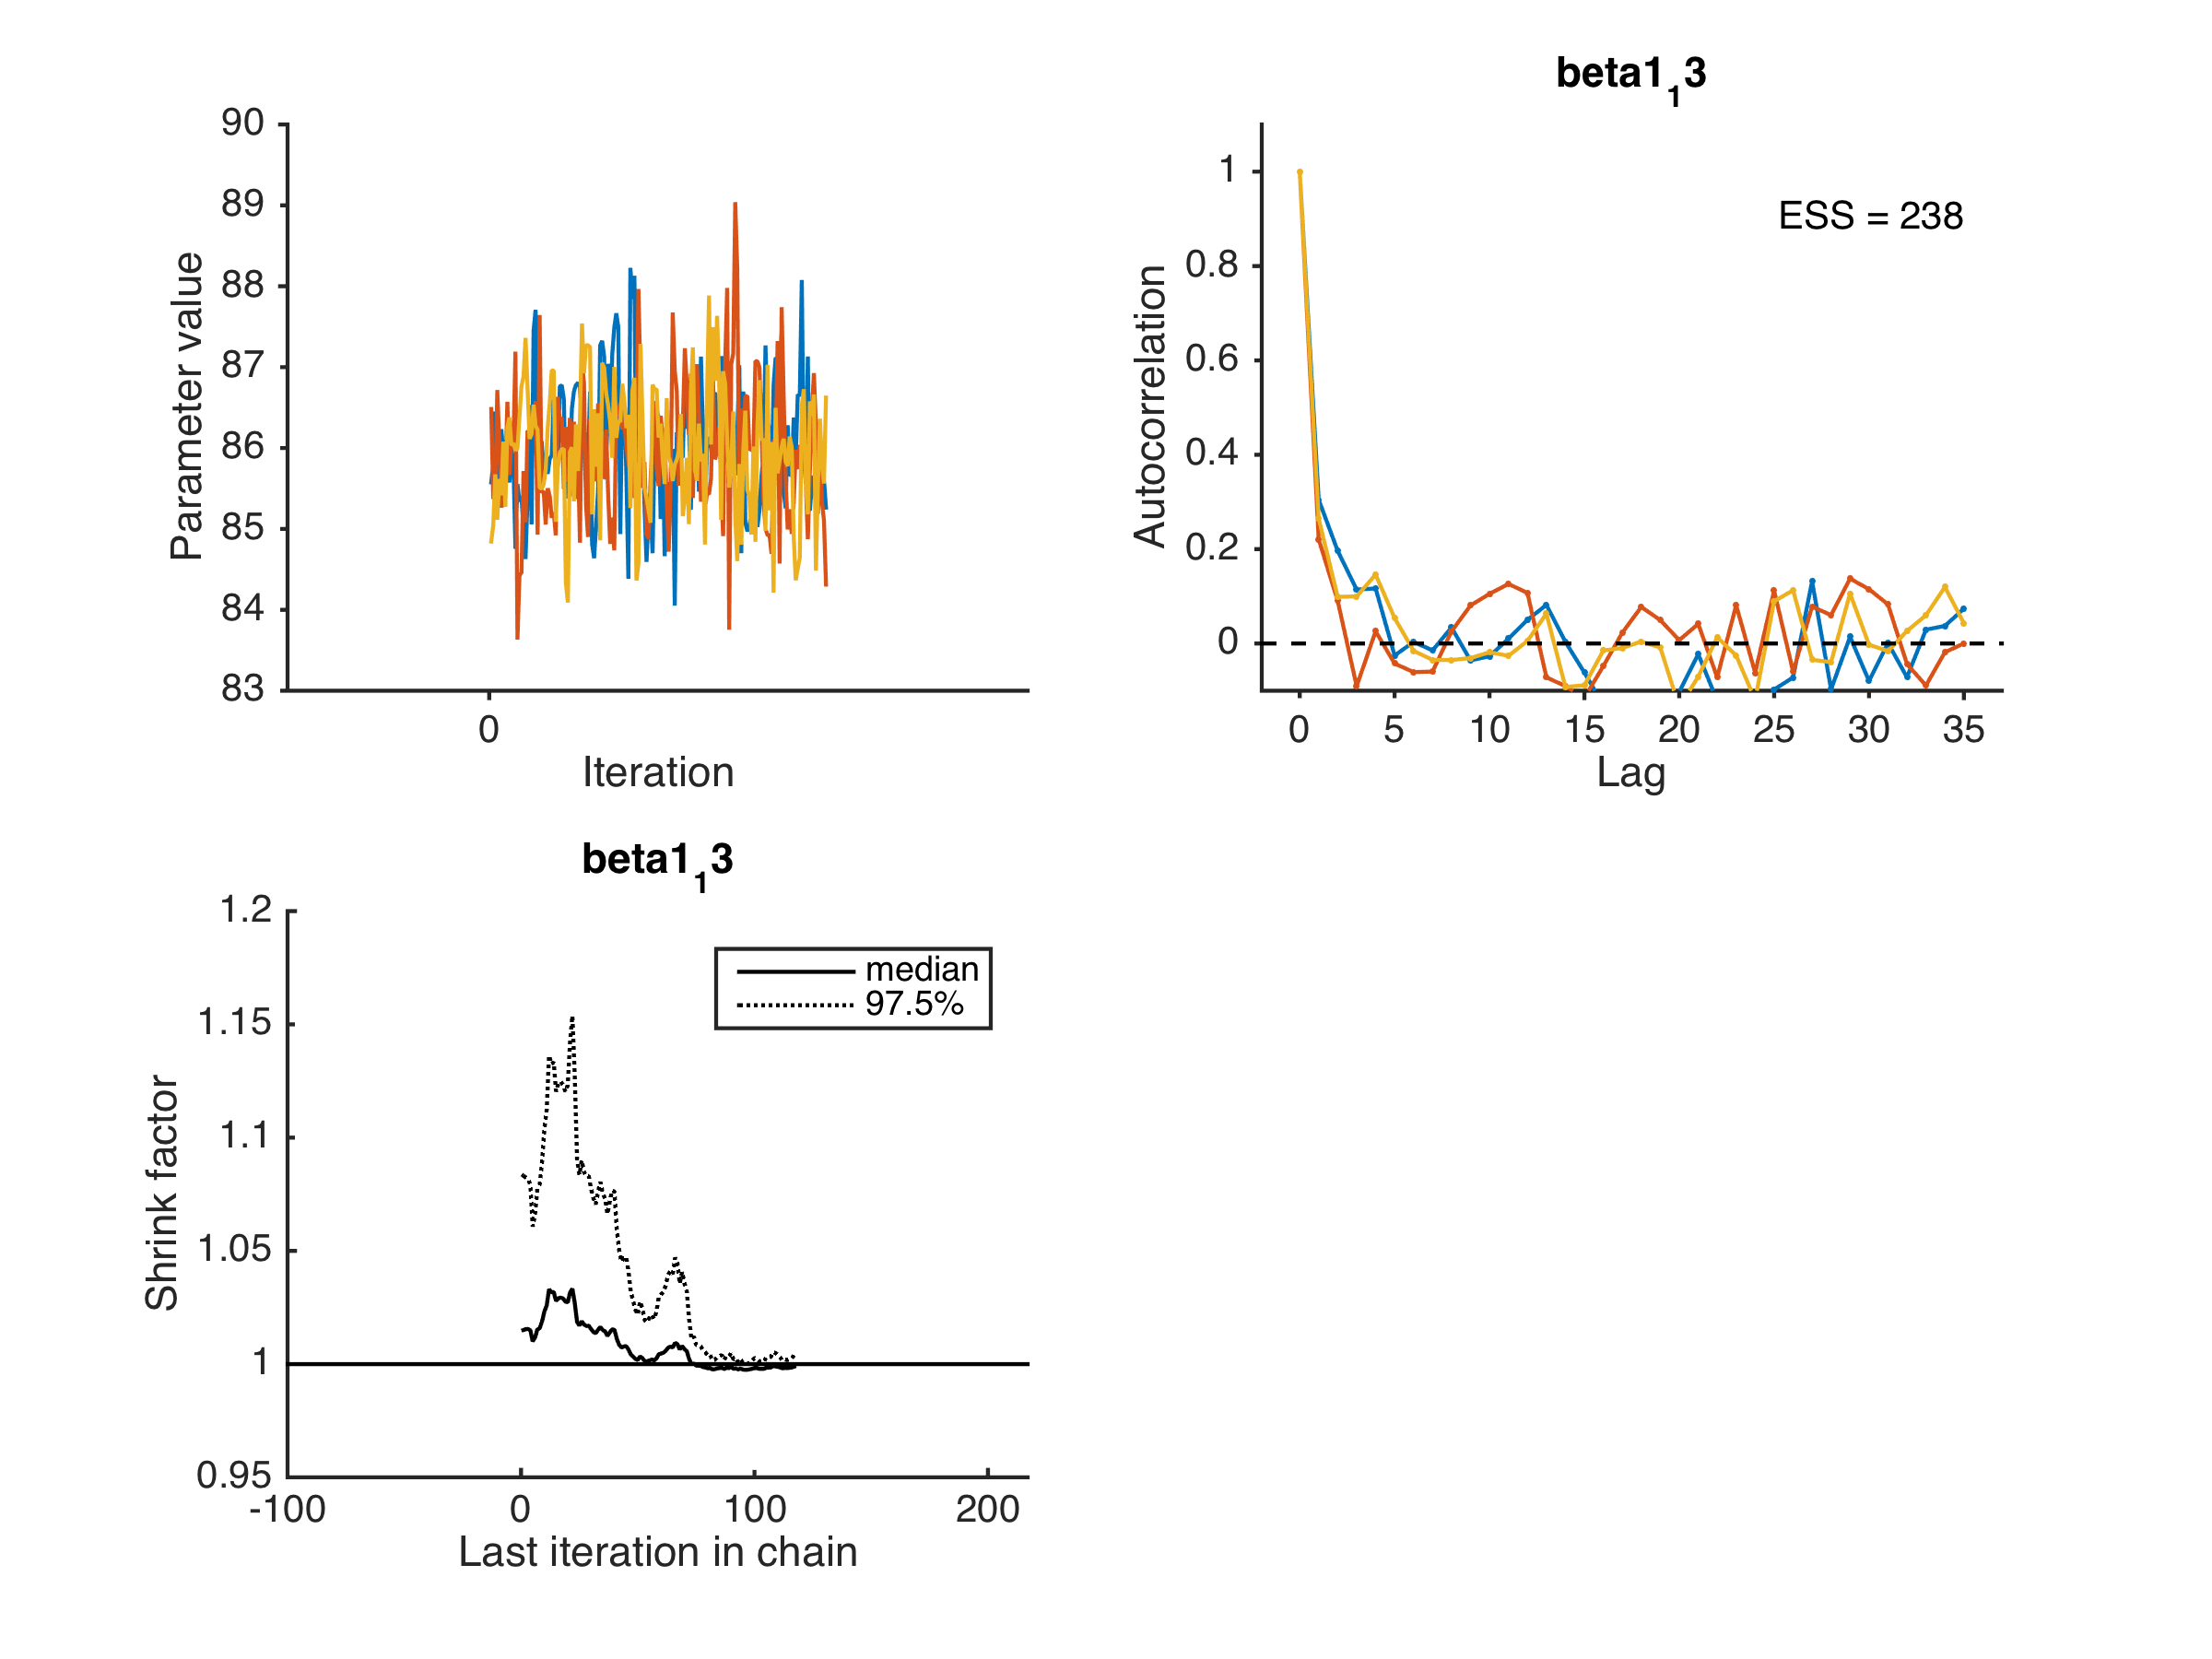 90
89
88
87
86
85
84
83
Parameter value
0
Iteration
beta1₁3
1
0.8
0.6
0.4
0.2
0
Autocorrelation
ESS = 238
0 5 10 15 20 25 30 35
Lag
beta1₁3
1.2
1.15
1.1
1.05
1
0.95
Shrink factor
median
97.5%
-100 0 100 200
Last iteration in chain